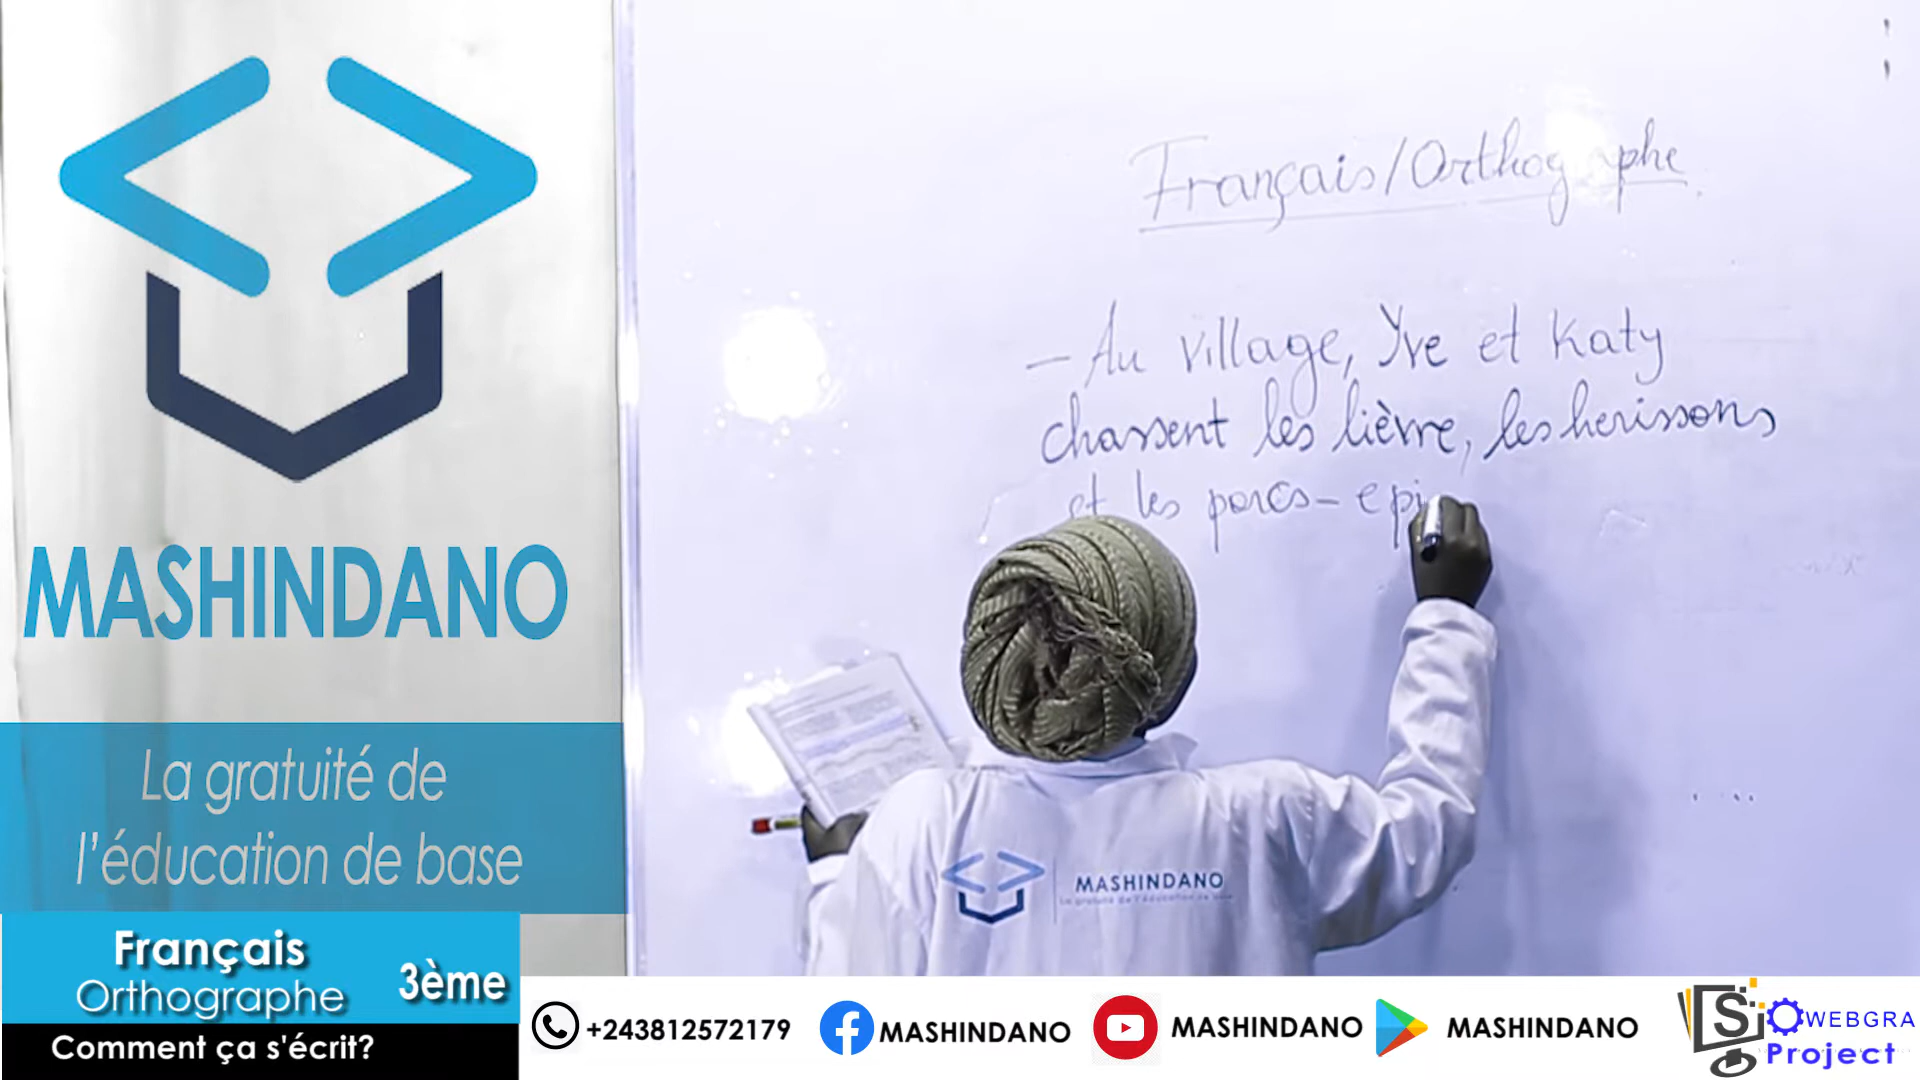 MASHINDANO
La gratuité de
l'éducation de base
Français
Orthographe
3ème
Comment ça s'écrit?
Français/Orthographe
- Au village, Yve et Katy
chassent les lièvre, les herissons
et les porcs-epi
MASHINDANO
La gratuité de l'éducation de base
+243812572179
MASHINDANO
MASHINDANO
MASHINDANO
WEBGRA
Project